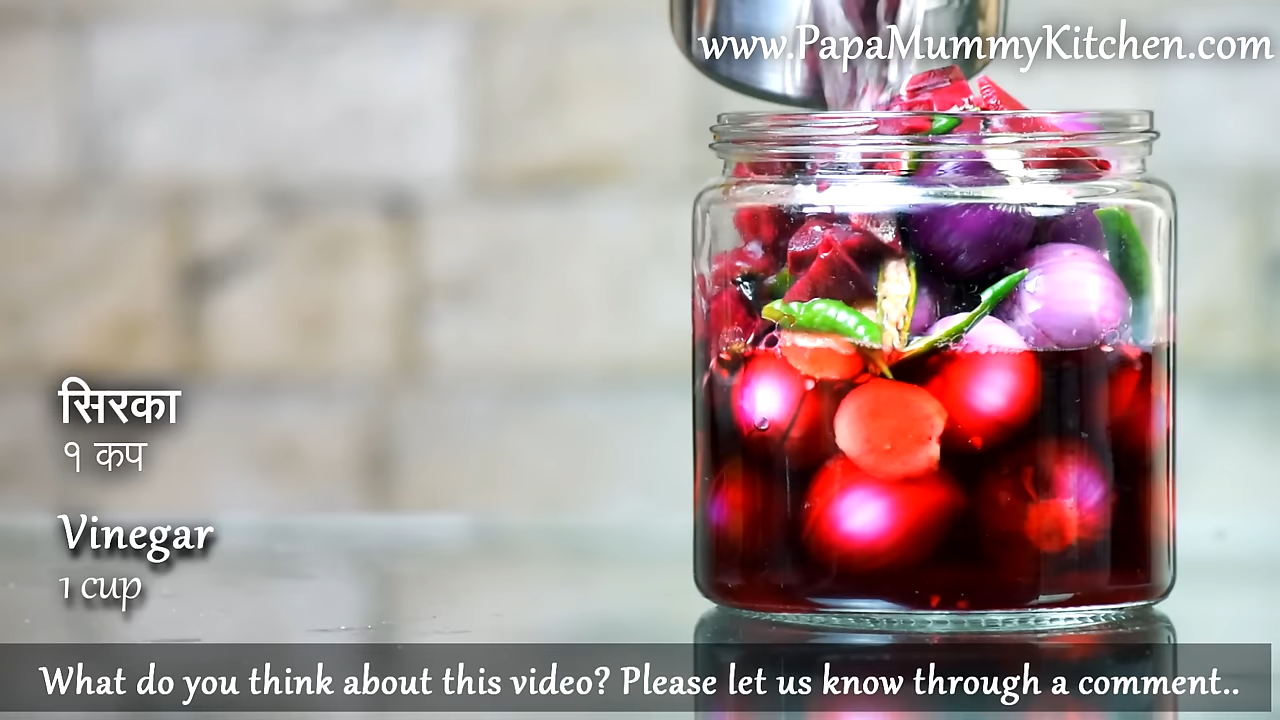 www.PapaMummyKitchen.com
सिरका
१ कप
Vinegar
1 cup
What do you think about this video? Please let us know through a comment..